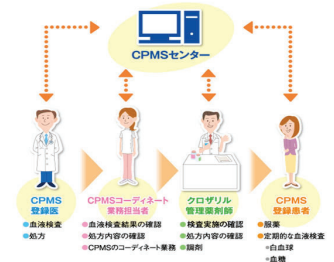 CPMSセンター
CPMS
登録医
●血液検査
●処方
CPMSコーディネート
業務担当者
●血液検査結果の確認
●処方内容の確認
●CPMSのコーディネート業務
クロザリル
管理薬剤師
●検査実施の確認
●処方内容の確認
●調剤
CPMS
登録患者
●服薬
●定期的な血液検査
●白血球
●血糖